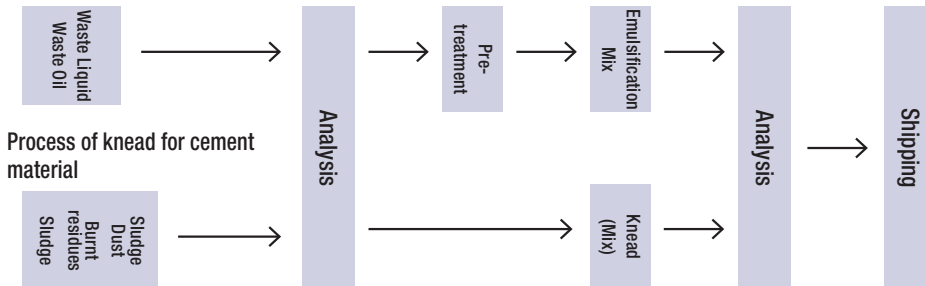 Waste Liquid
Waste Oil
Analysis
Pre-
treatment
Emulsification
Mix
Analysis
Shipping
Process of knead for cement
material
Sludge
Dust
Burnt
residues
Sludge
Knead
(Mix)